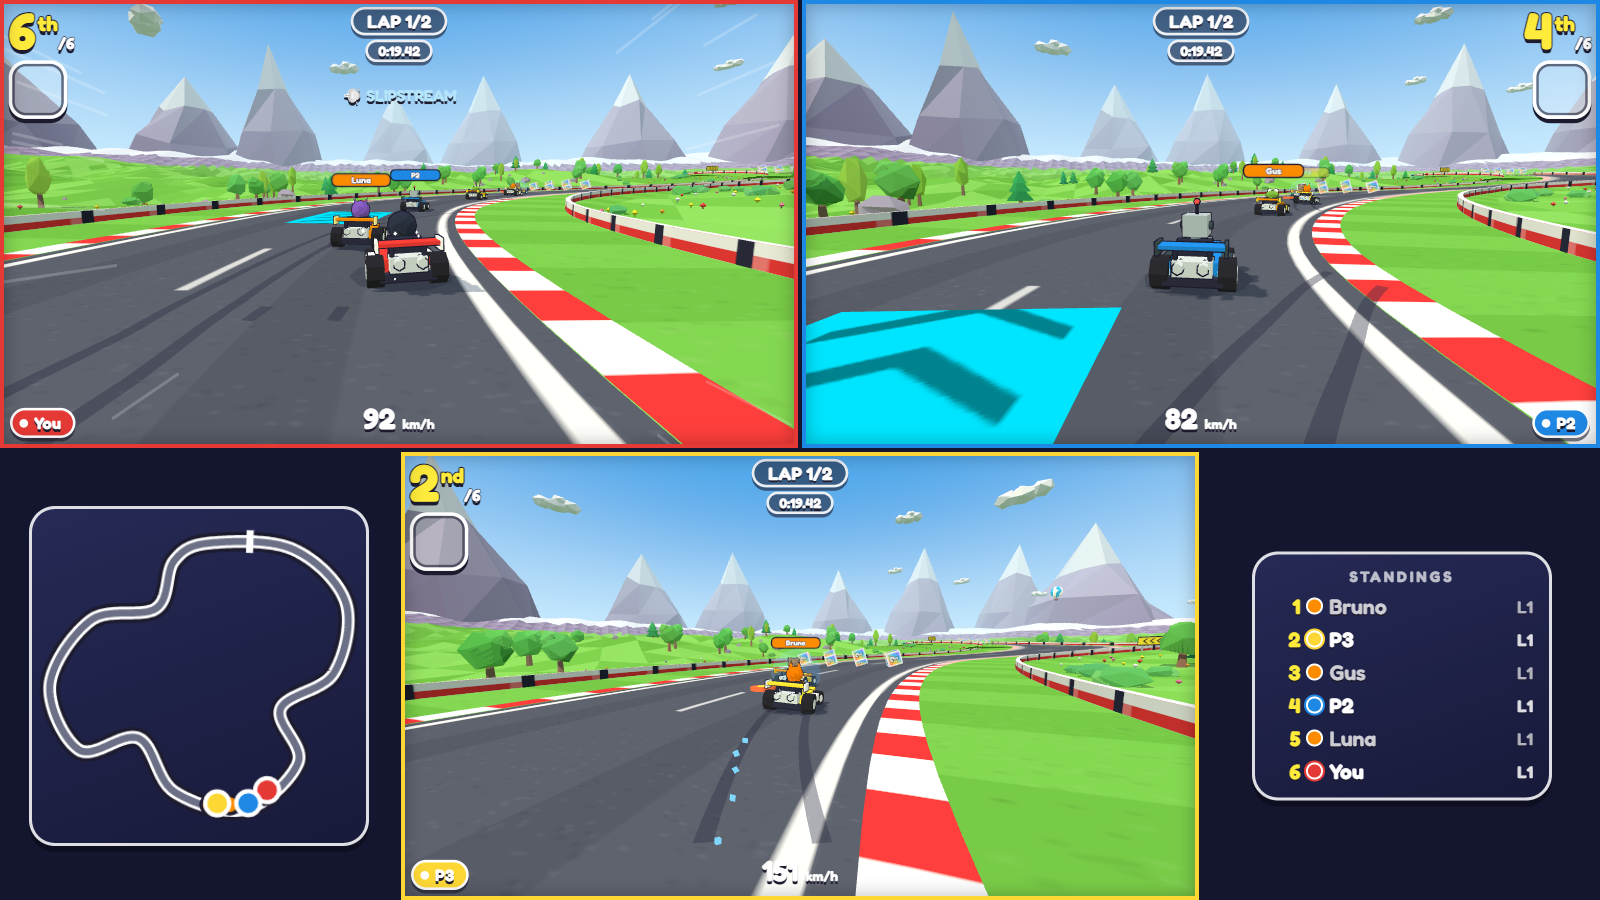 6th/6
LAP 1/2
0:19.42
SLIPSTREAM
Luna
P2
92 km/h
You
4th/6
LAP 1/2
0:19.42
Gus
82 km/h
P2
2nd/6
LAP 1/2
0:19.42
Bruno
151 km/h
P3
STANDINGS
1 Bruno L1
2 P3 L1
3 Gus L1
4 P2 L1
5 Luna L1
6 You L1